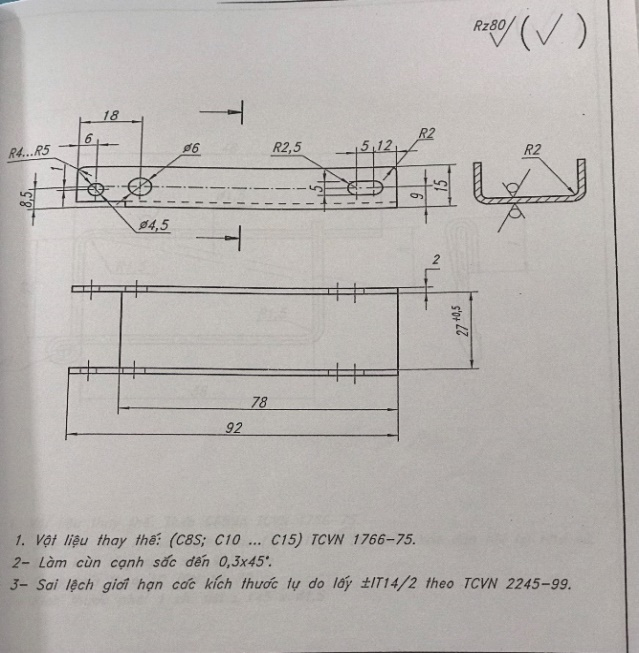 Rz80
18
6
R4...R5
ø6
R2,5
5
12
R2
R2
8,5
5
9
15
ø4,5
2
27+0,5
78
92
1. Vật liệu thay thế: (C8S; C10 ... C15) TCVN 1766-75.
2- Làm cùn cạnh sắc đến 0,3x45°.
3- Sai lệch giới hạn các kích thước tự do lấy ±IT14/2 theo TCVN 2245-99.